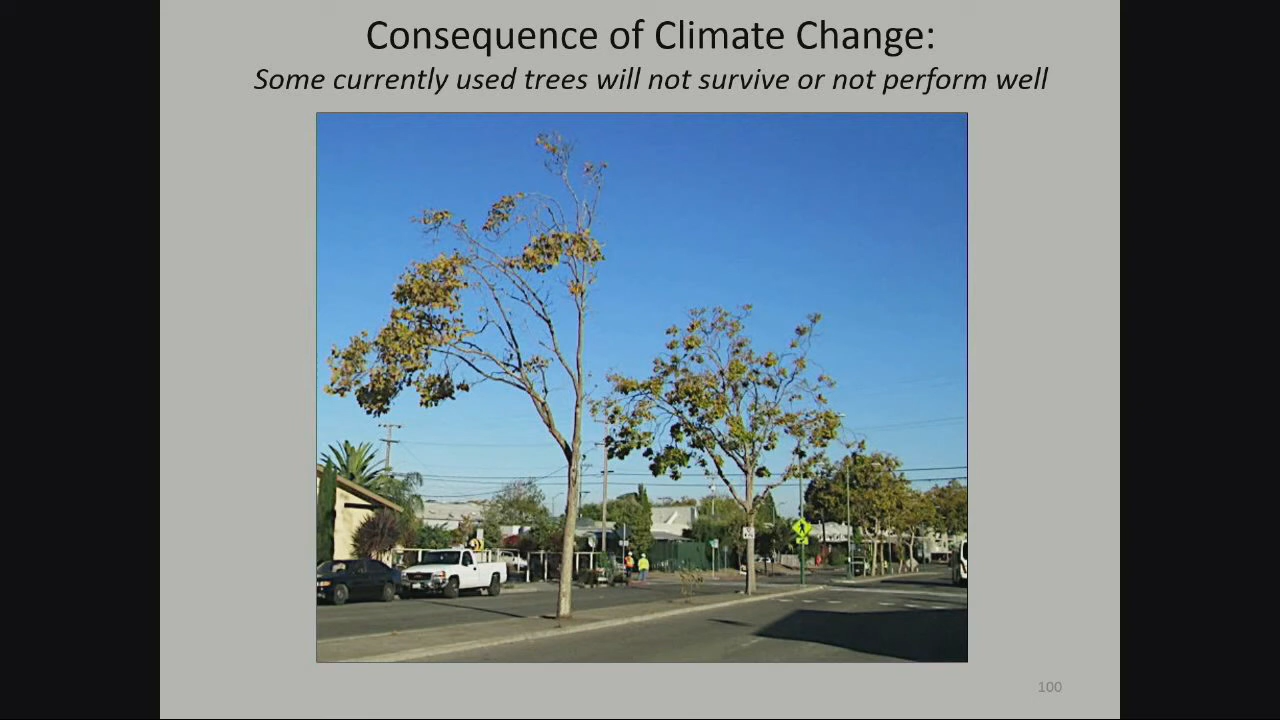 Consequence of Climate Change:
Some currently used trees will not survive or not perform well
100